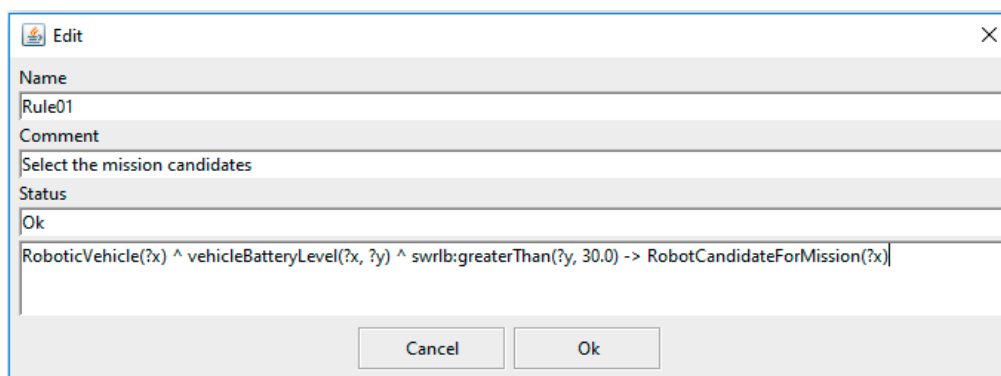 Edit
Name
Rule01
Comment
Select the mission candidates
Status
Ok
RoboticVehicle(?x) ^ vehicleBatteryLevel(?x, ?y) ^ swrlb:greaterThan(?y, 30.0) -> RobotCandidateForMission(?x)
Cancel Ok